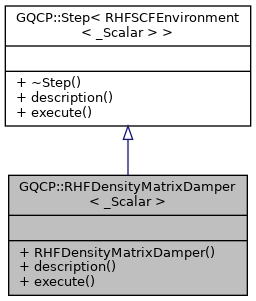 GQCP::Step< RHFSCFEnvironment
< _Scalar > >
+ ~Step()
+ description()
+ execute()
GQCP::RHFDensityMatrixDamper
< _Scalar >
+ RHFDensityMatrixDamper()
+ description()
+ execute()